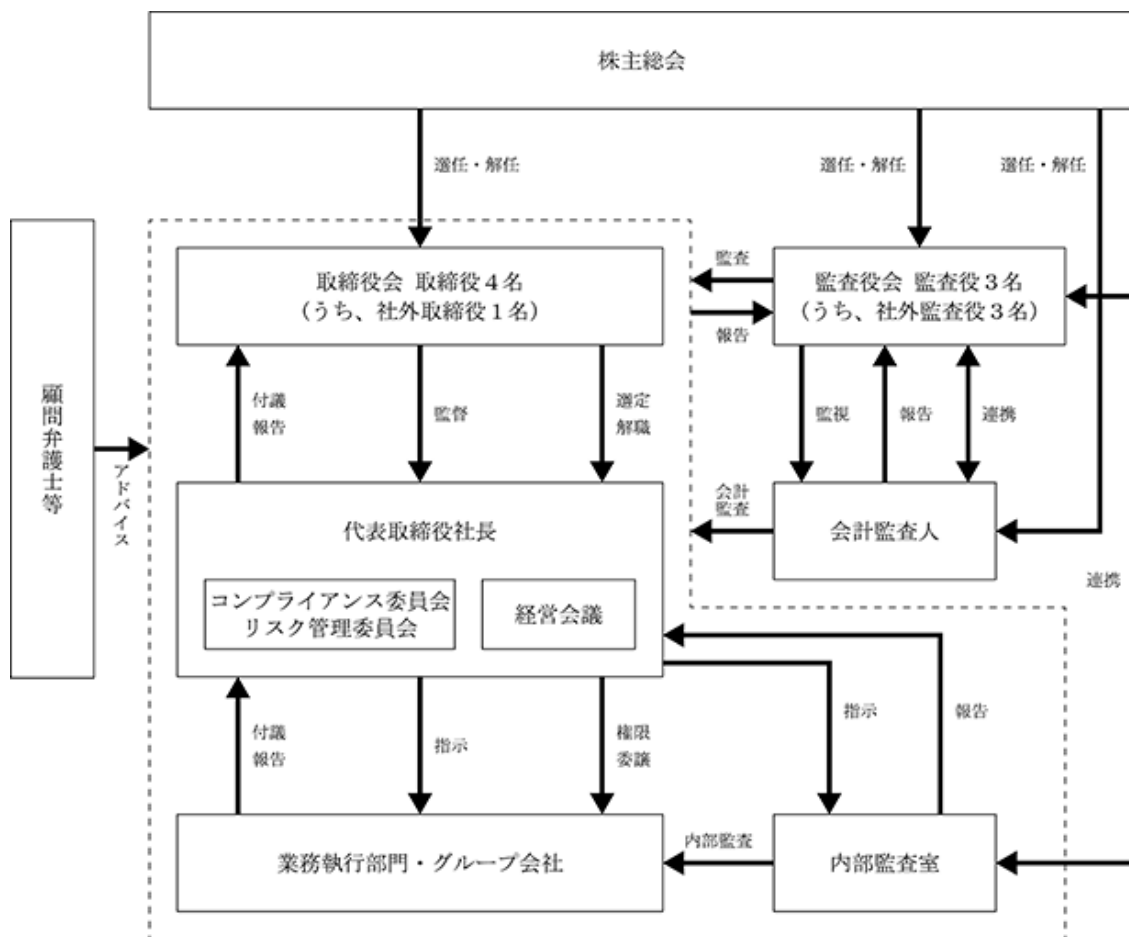 株主総会
選任・解任
選任・解任
選任・解任
取締役会 取締役4名
（うち、社外取締役1名）
監査
報告
監査役会 監査役3名
（うち、社外監査役3名）
顧問弁護士等
アドバイス
付議
報告
監督
選定
解職
監視
報告
連携
代表取締役社長
コンプライアンス委員会
リスク管理委員会
経営会議
会計
監査
会計監査人
連携
付議
報告
指示
権限
委譲
指示
報告
業務執行部門・グループ会社
内部監査
内部監査室